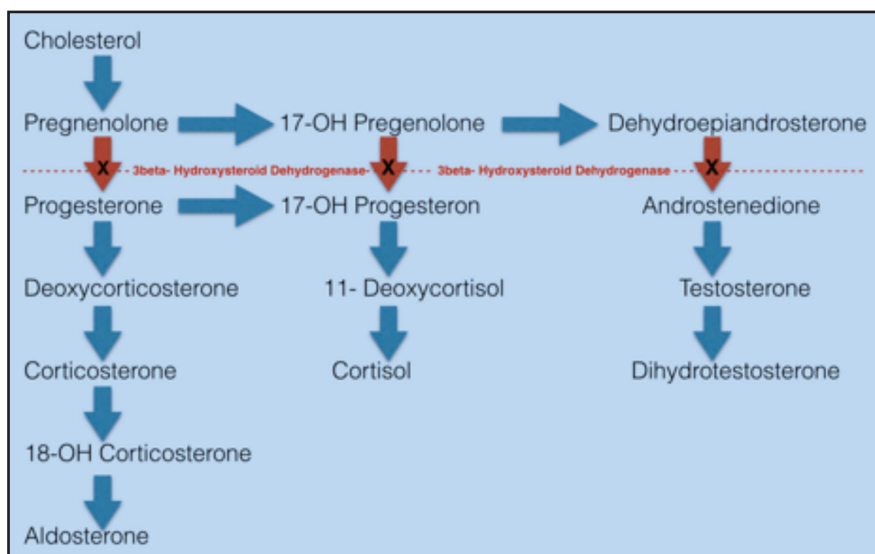 Cholesterol
Pregnenolone 17-OH Pregenolone Dehydroepiandrosterone
3beta- Hydroxysteroid Dehydrogenase 3beta- Hydroxysteroid Dehydrogenase
Progesterone 17-OH Progesteron Androstenedione
Deoxycorticosterone 11- Deoxycortisol Testosterone
Corticosterone Cortisol Dihydrotestosterone
18-OH Corticosterone
Aldosterone